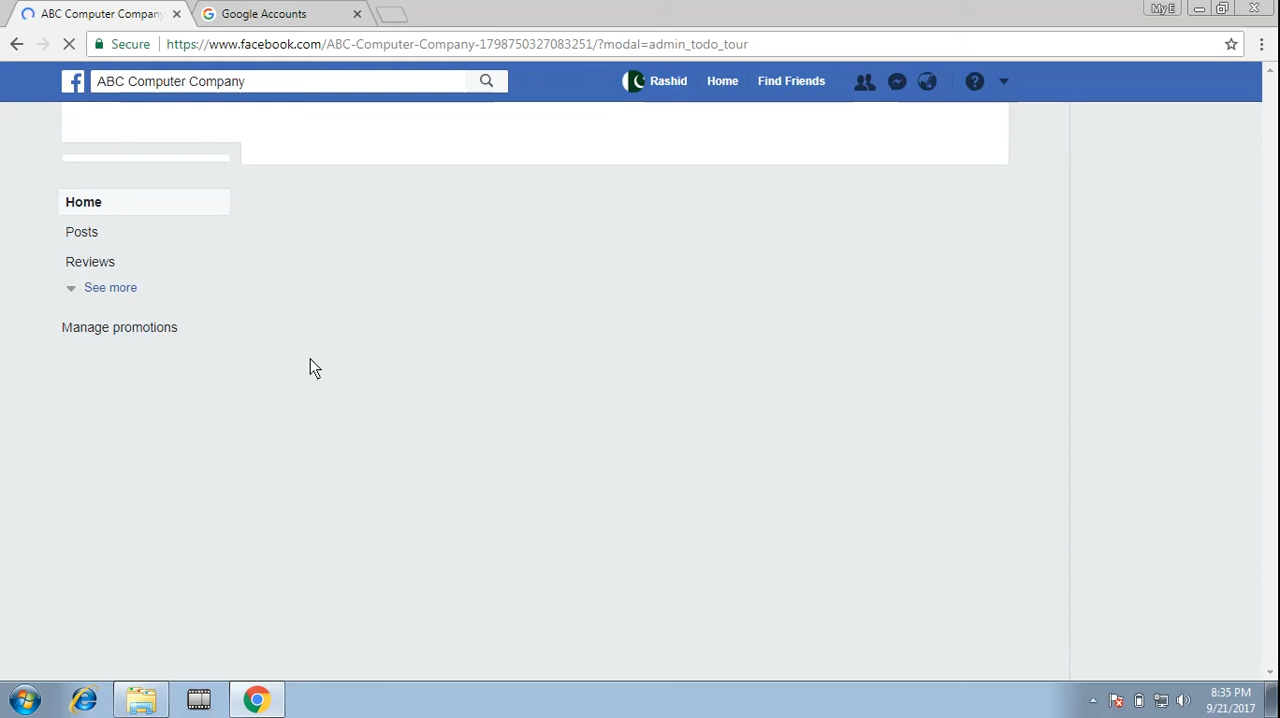 ABC Computer Company
Google Accounts
My E
Secure
https://www.facebook.com/ABC-Computer-Company-1798750327083251/?modal=admin_todo_tour
ABC Computer Company
Rashid
Home
Find Friends
Home
Posts
Reviews
See more
Manage promotions
8:35 PM
9/21/2017